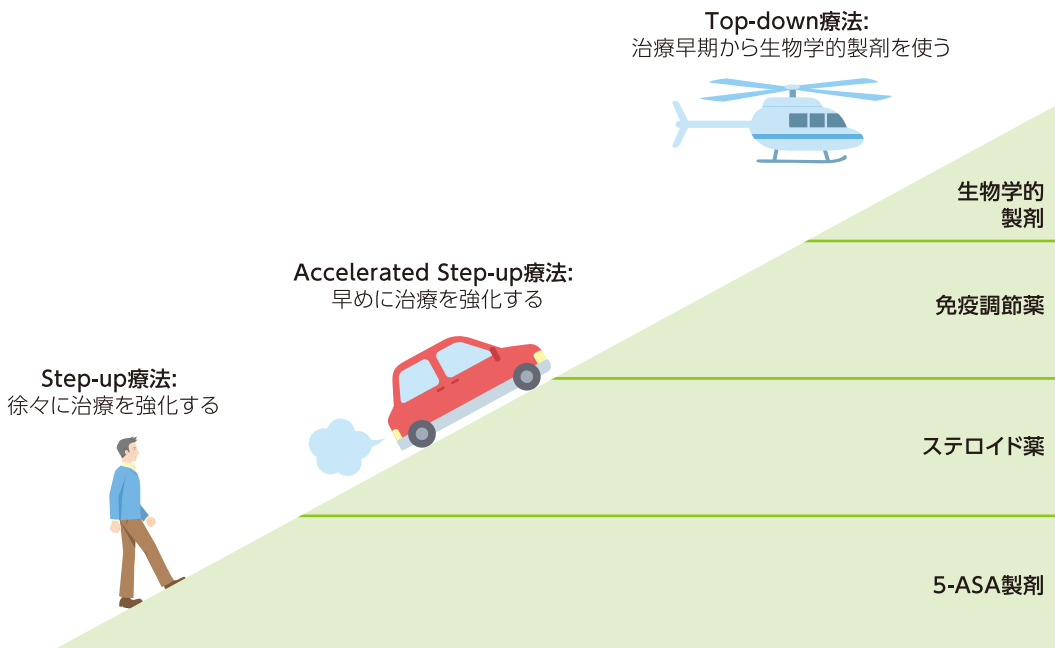 Top-down療法:
治療早期から生物学的製剤を使う
生物学的
製剤
Accelerated Step-up療法:
早めに治療を強化する
免疫調節薬
Step-up療法:
徐々に治療を強化する
ステロイド薬
5-ASA製剤